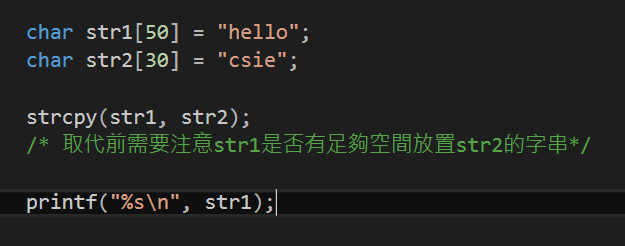 char str1[50] = "hello";
char str2[30] = "csie";
strcpy(str1, str2);
/* 取代前需要注意str1是否有足夠空間放置str2的字串*/
printf("%s\n", str1);